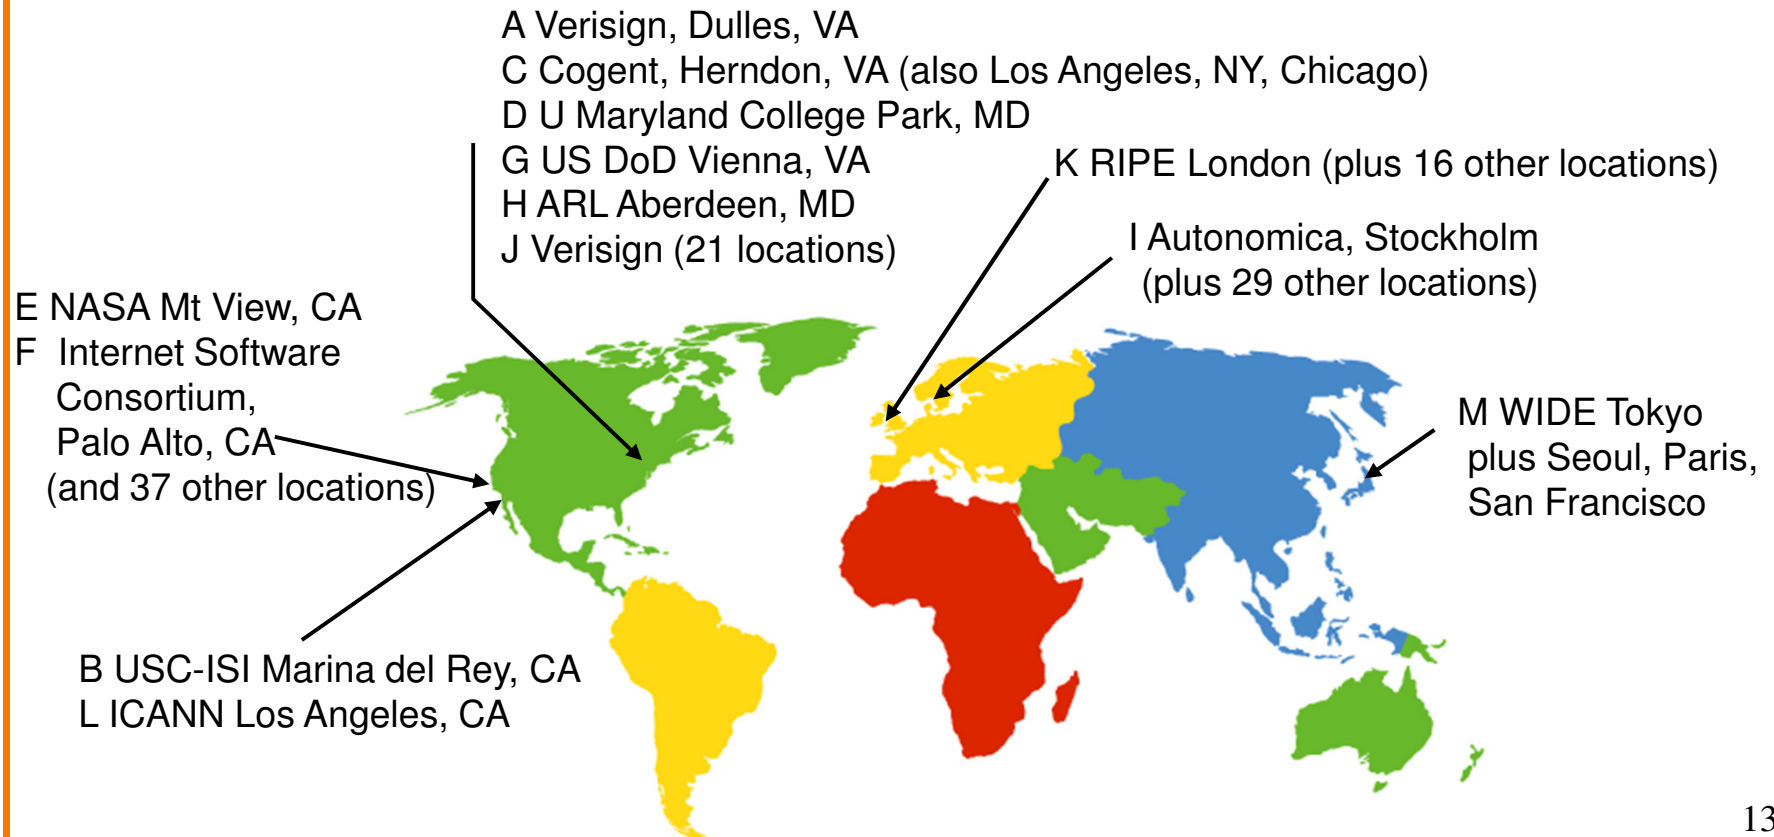 A Verisign, Dulles, VA
C Cogent, Herndon, VA (also Los Angeles, NY, Chicago)
D U Maryland College Park, MD
G US DoD Vienna, VA
H ARL Aberdeen, MD
J Verisign (21 locations)
K RIPE London (plus 16 other locations)
I Autonomica, Stockholm
(plus 29 other locations)
E NASA Mt View, CA
F Internet Software
Consortium,
Palo Alto, CA
(and 37 other locations)
M WIDE Tokyo
plus Seoul, Paris,
San Francisco
B USC-ISI Marina del Rey, CA
L ICANN Los Angeles, CA
13